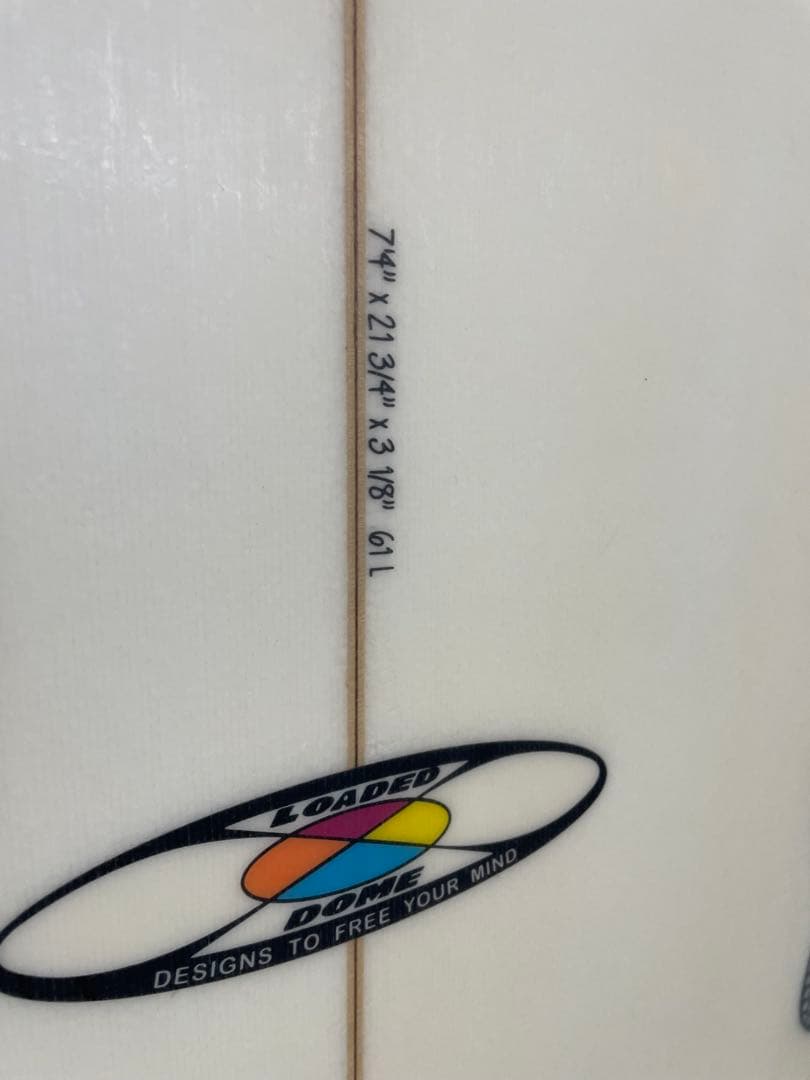 7'4" x 21 3/4" x 3 1/8" 61 L
LOADED
DOME
DESIGNS TO FREE YOUR MIND